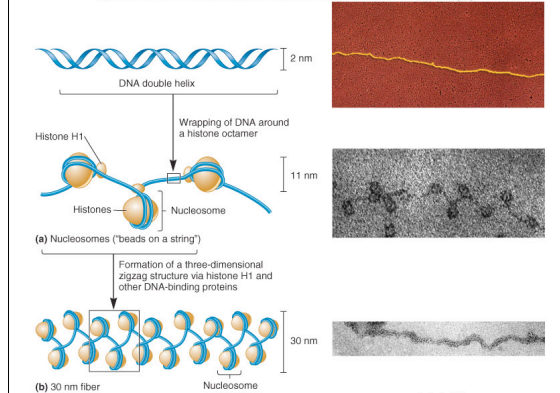 2 nm
DNA double helix
Wrapping of DNA around
a histone octamer
Histone H1
11 nm
Histones
Nucleosome
(a) Nucleosomes ("beads on a string")
Formation of a three-dimensional
zigzag structure via histone H1 and
other DNA-binding proteins
30 nm
(b) 30 nm fiber
Nucleosome